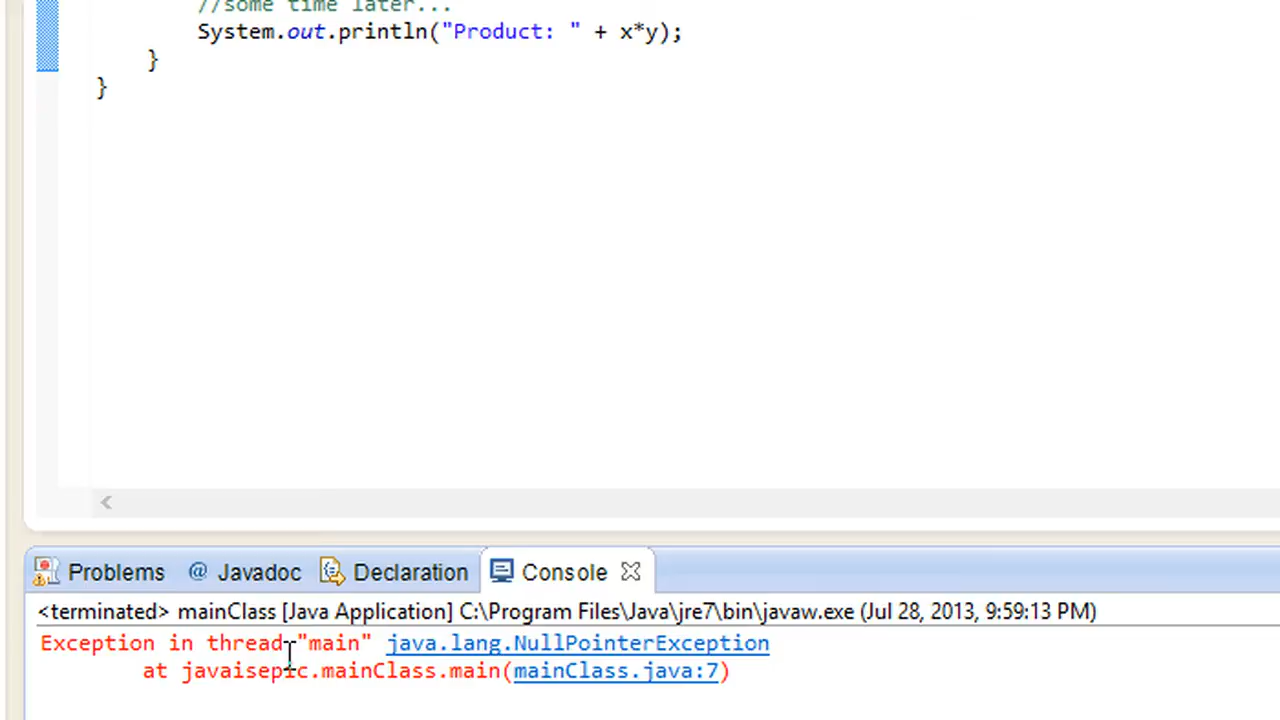 //some time later...
System.out.println("Product: " + x*y);
}
}
Problems @ Javadoc Declaration Console
<terminated> mainClass [Java Application] C:\Program Files\Java\jre7\bin\javaw.exe (Jul 28, 2013, 9:59:13 PM)
Exception in thread "main" java.lang.NullPointerException
at javaisepic.mainClass.main(mainClass.java:7)